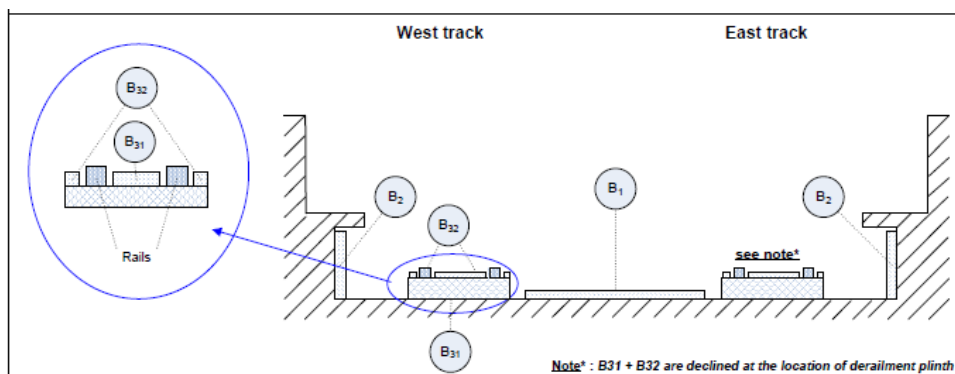 West track
East track
B32
B31
Rails
B2
B32
B1
B2
see note*
B31
Note* : B31 + B32 are declined at the location of derailment plinth